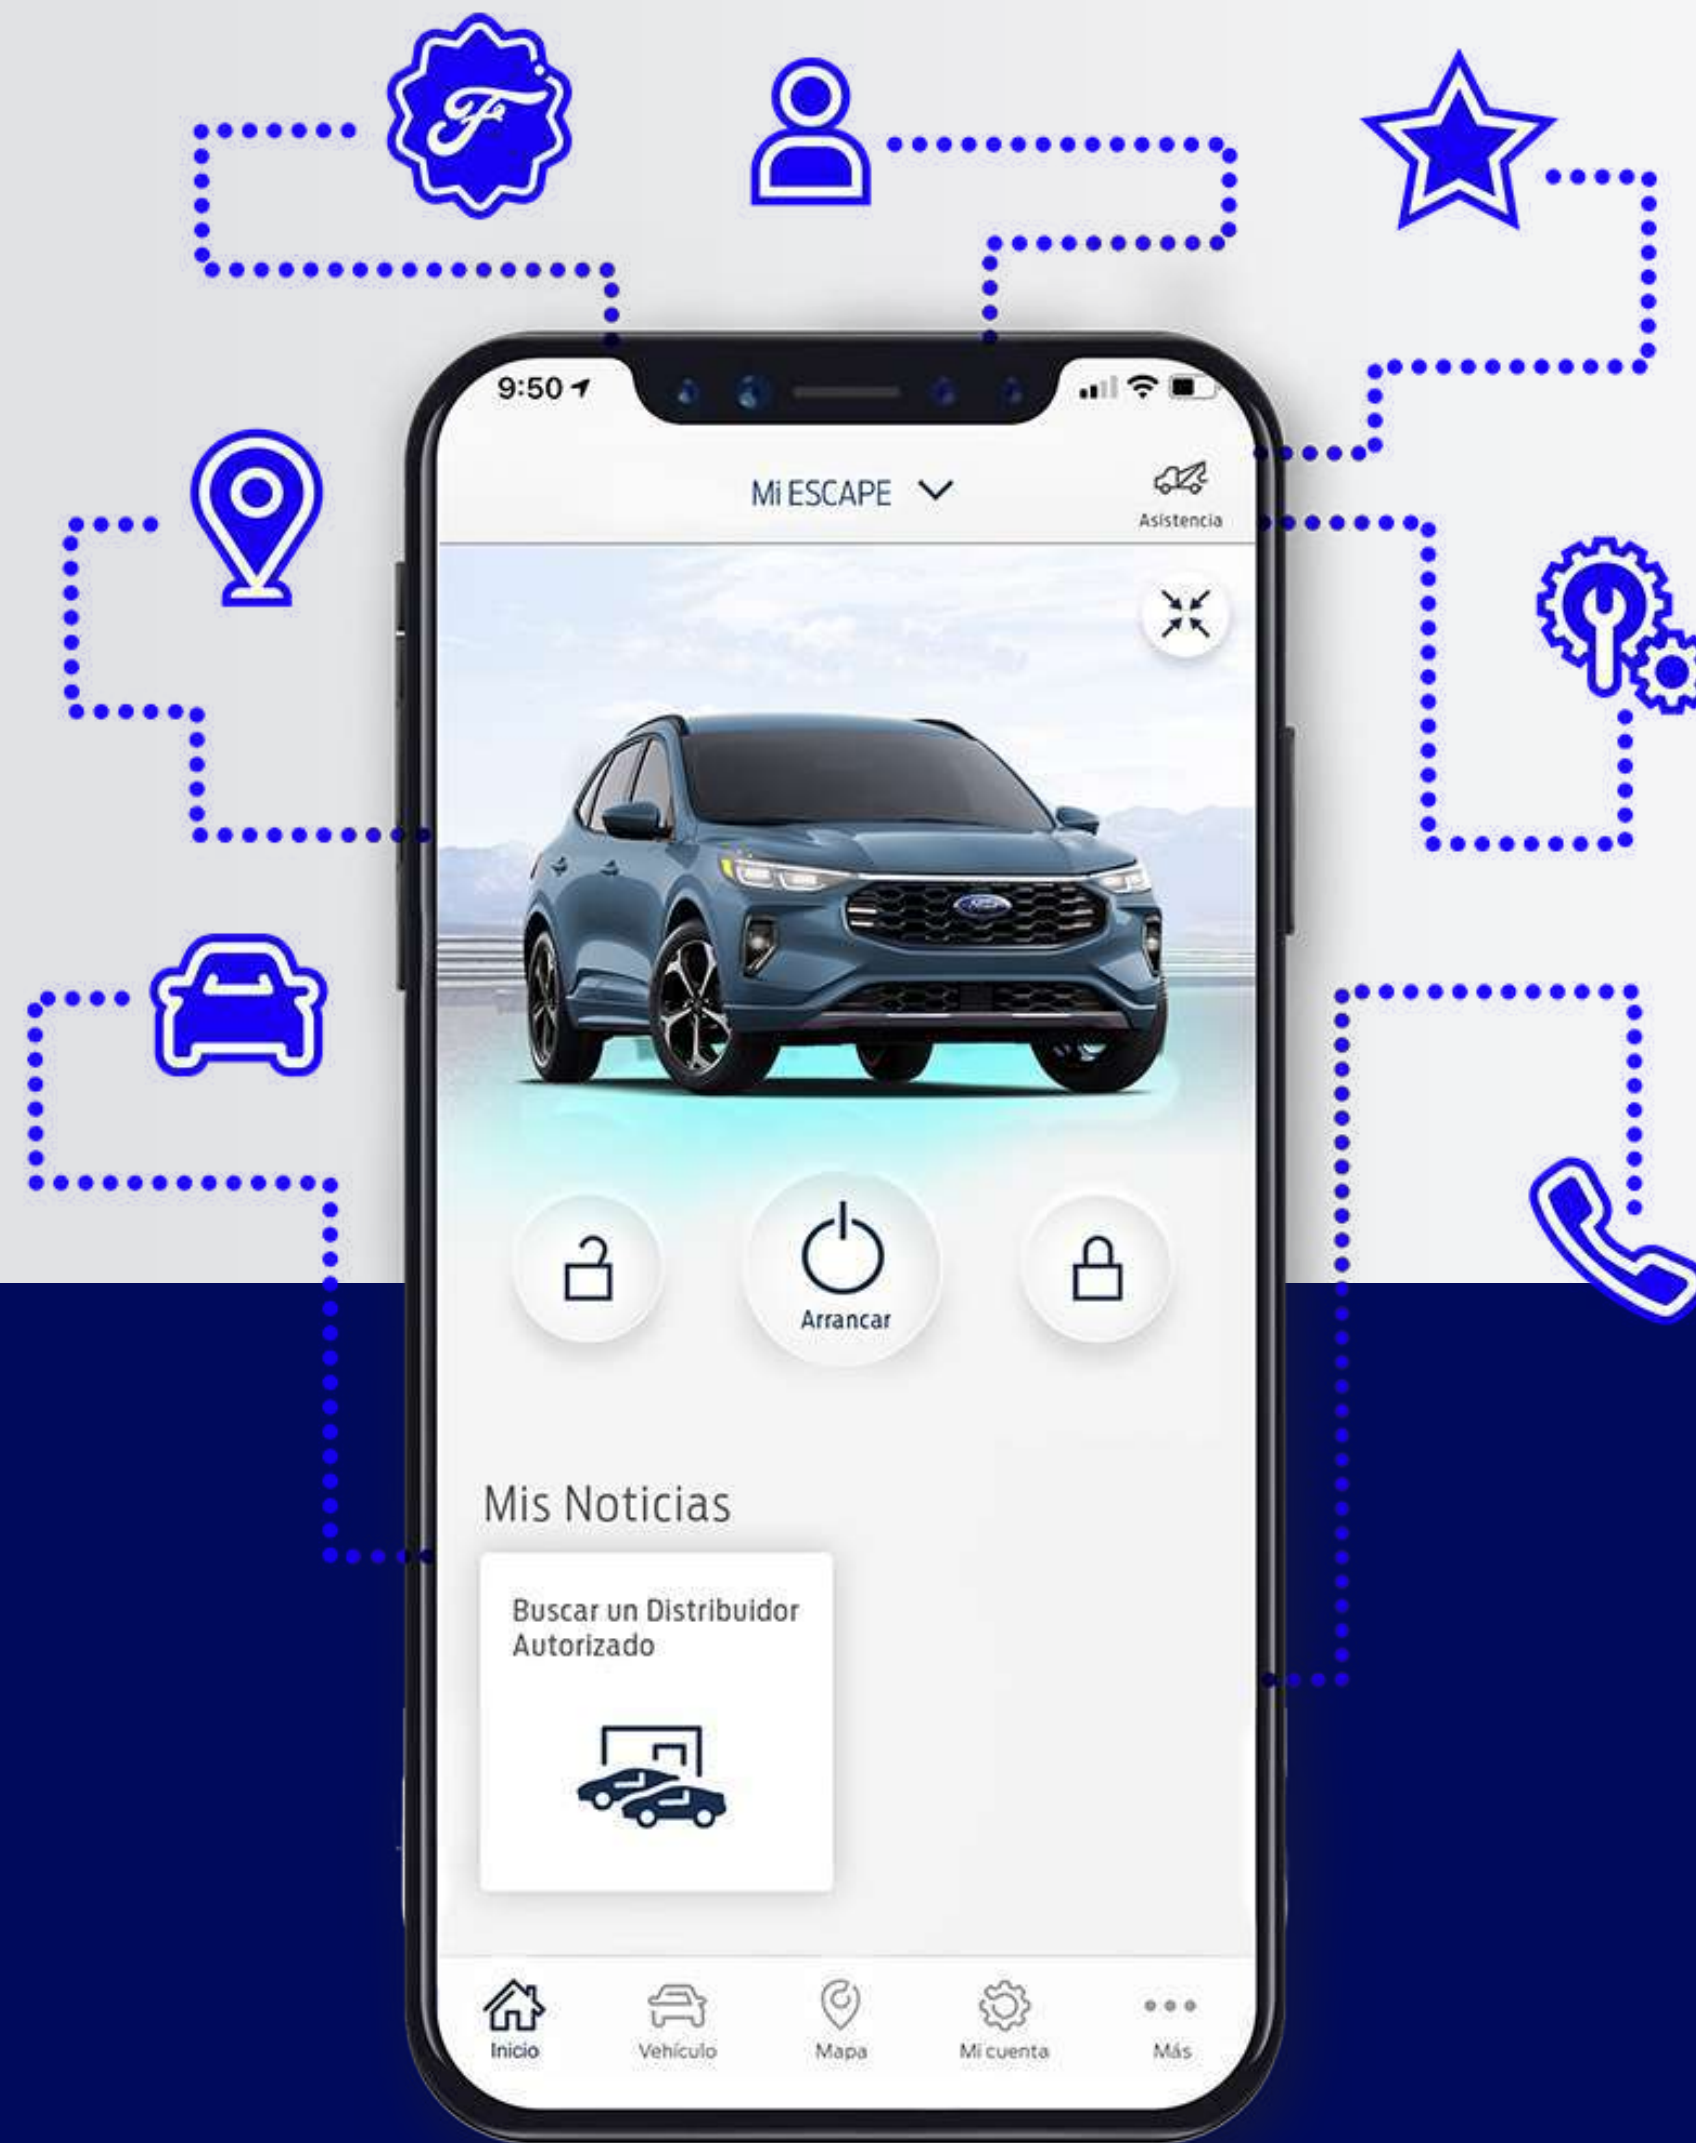 9:50
Mi ESCAPE
Asistencia
Arrancar
Mis Noticias
Buscar un Distribuidor
Autorizado
Inicio
Vehículo
Mapa
Mi cuenta
Más